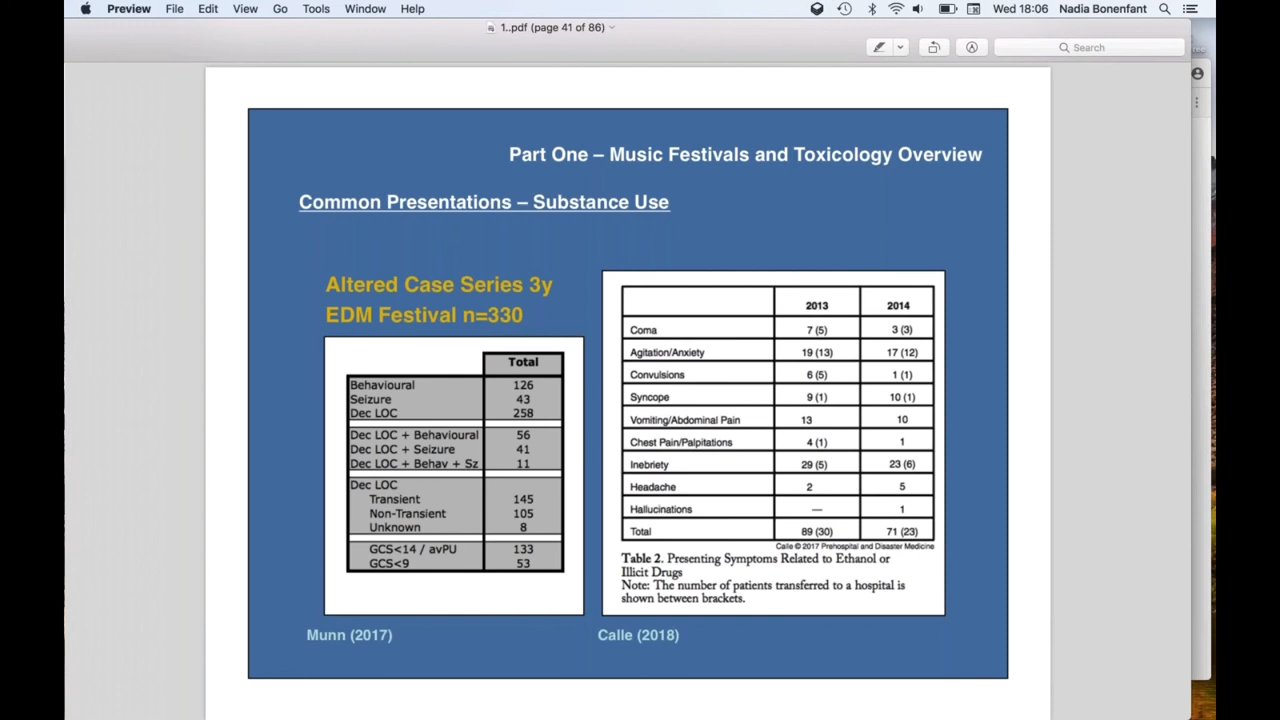 Preview File Edit View Go Tools Window Help Wed 18:06 Nadia Bonenfant
1..pdf (page 41 of 86)
Search
Part One – Music Festivals and Toxicology Overview
Common Presentations – Substance Use
Altered Case Series 3y
EDM Festival n=330
Total
Behavioural 126
Seizure 43
Dec LOC 258
Dec LOC + Behavioural 56
Dec LOC + Seizure 41
Dec LOC + Behav + Sz 11
Dec LOC
Transient 145
Non-Transient 105
Unknown 8
GCS<14 / avPU 133
GCS<9 53
Munn (2017)
2013 2014
Coma 7 (5) 3 (3)
Agitation/Anxiety 19 (13) 17 (12)
Convulsions 6 (5) 1 (1)
Syncope 9 (1) 10 (1)
Vomiting/Abdominal Pain 13 10
Chest Pain/Palpitations 4 (1) 1
Inebriety 29 (5) 23 (6)
Headache 2 5
Hallucinations — 1
Total 89 (30) 71 (23)
Calle © 2017 Prehospital and Disaster Medicine
Table 2. Presenting Symptoms Related to Ethanol or
Illicit Drugs
Note: The number of patients transferred to a hospital is
shown between brackets.
Calle (2018)